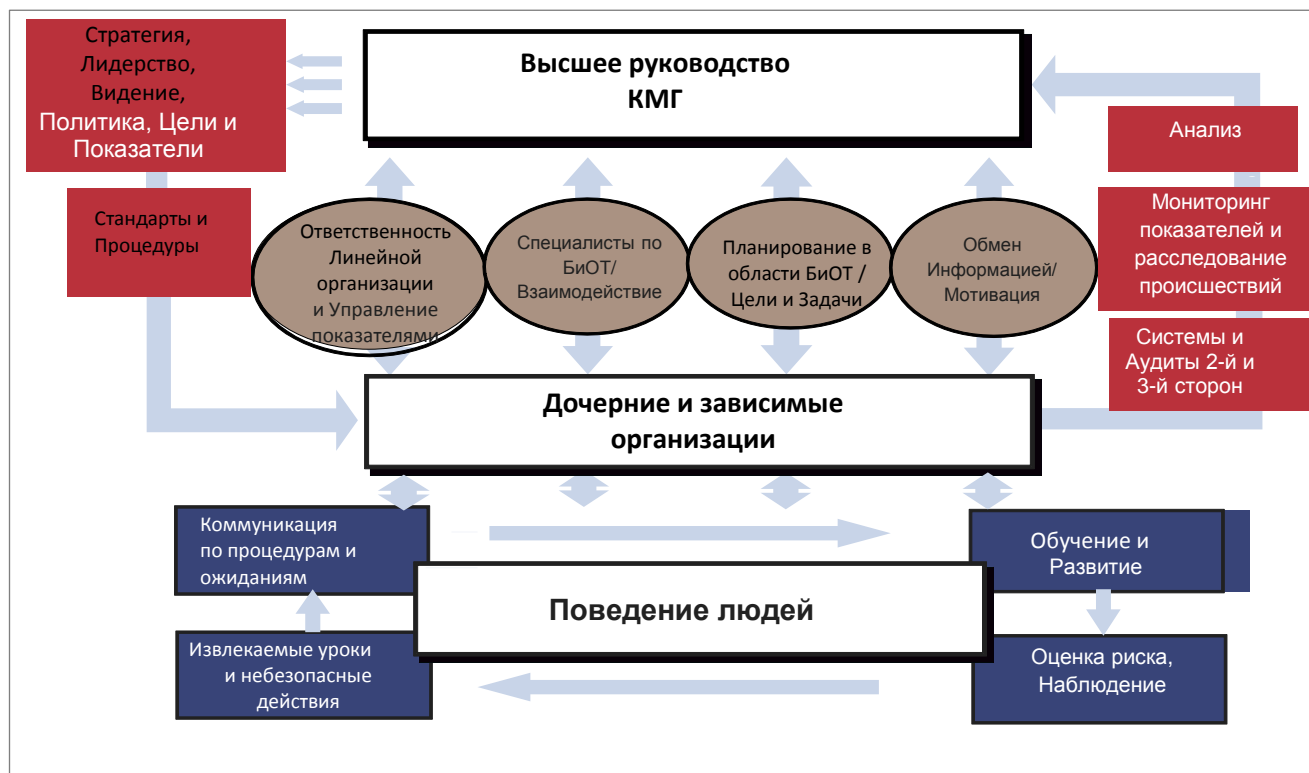 Стратегия,
Лидерство,
Видение,
Политика, Цели и
Показатели
Высшее руководство
КМГ
Анализ
Стандарты и
Процедуры
Ответственность
Линейной
организации
и Управление
показателями
Специалисты по
БиОТ/
Взаимодействие
Планирование в
области БиОТ /
Цели и Задачи
Обмен
Информацией/
Мотивация
Мониторинг
показателей и
расследование
происшествий
Системы и
Аудиты 2-й и
3-й сторон
Дочерние и зависимые
организации
Коммуникация
по процедурам и
ожиданиям
Обучение и
Развитие
Поведение людей
Извлекаемые уроки
и небезопасные
действия
Оценка риска,
Наблюдение